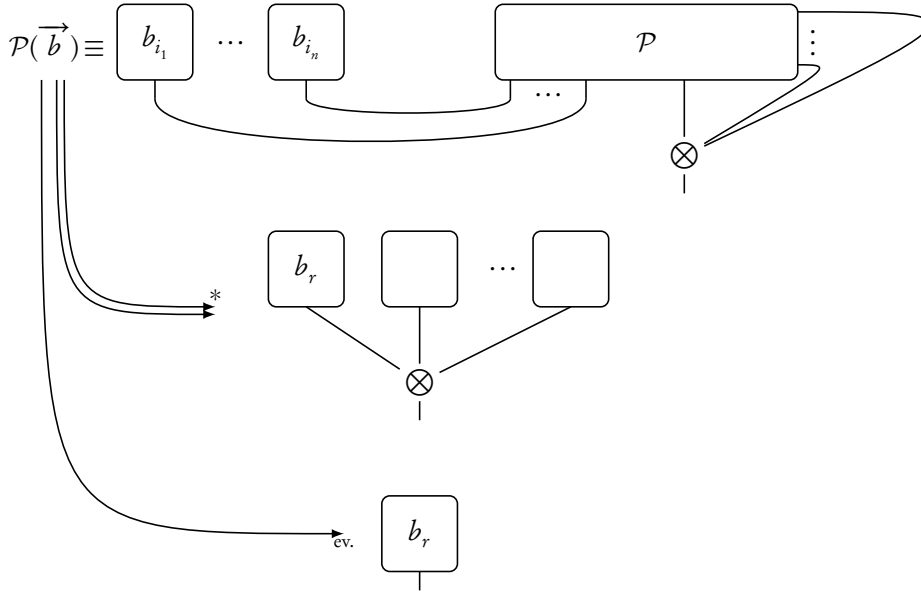 𝒫(b⃗) ≡ b_{i_1} ⋯ b_{i_n} 𝒫 ⋮
⋯
⊗
*
b_r ⋯
⊗
ev.
b_r